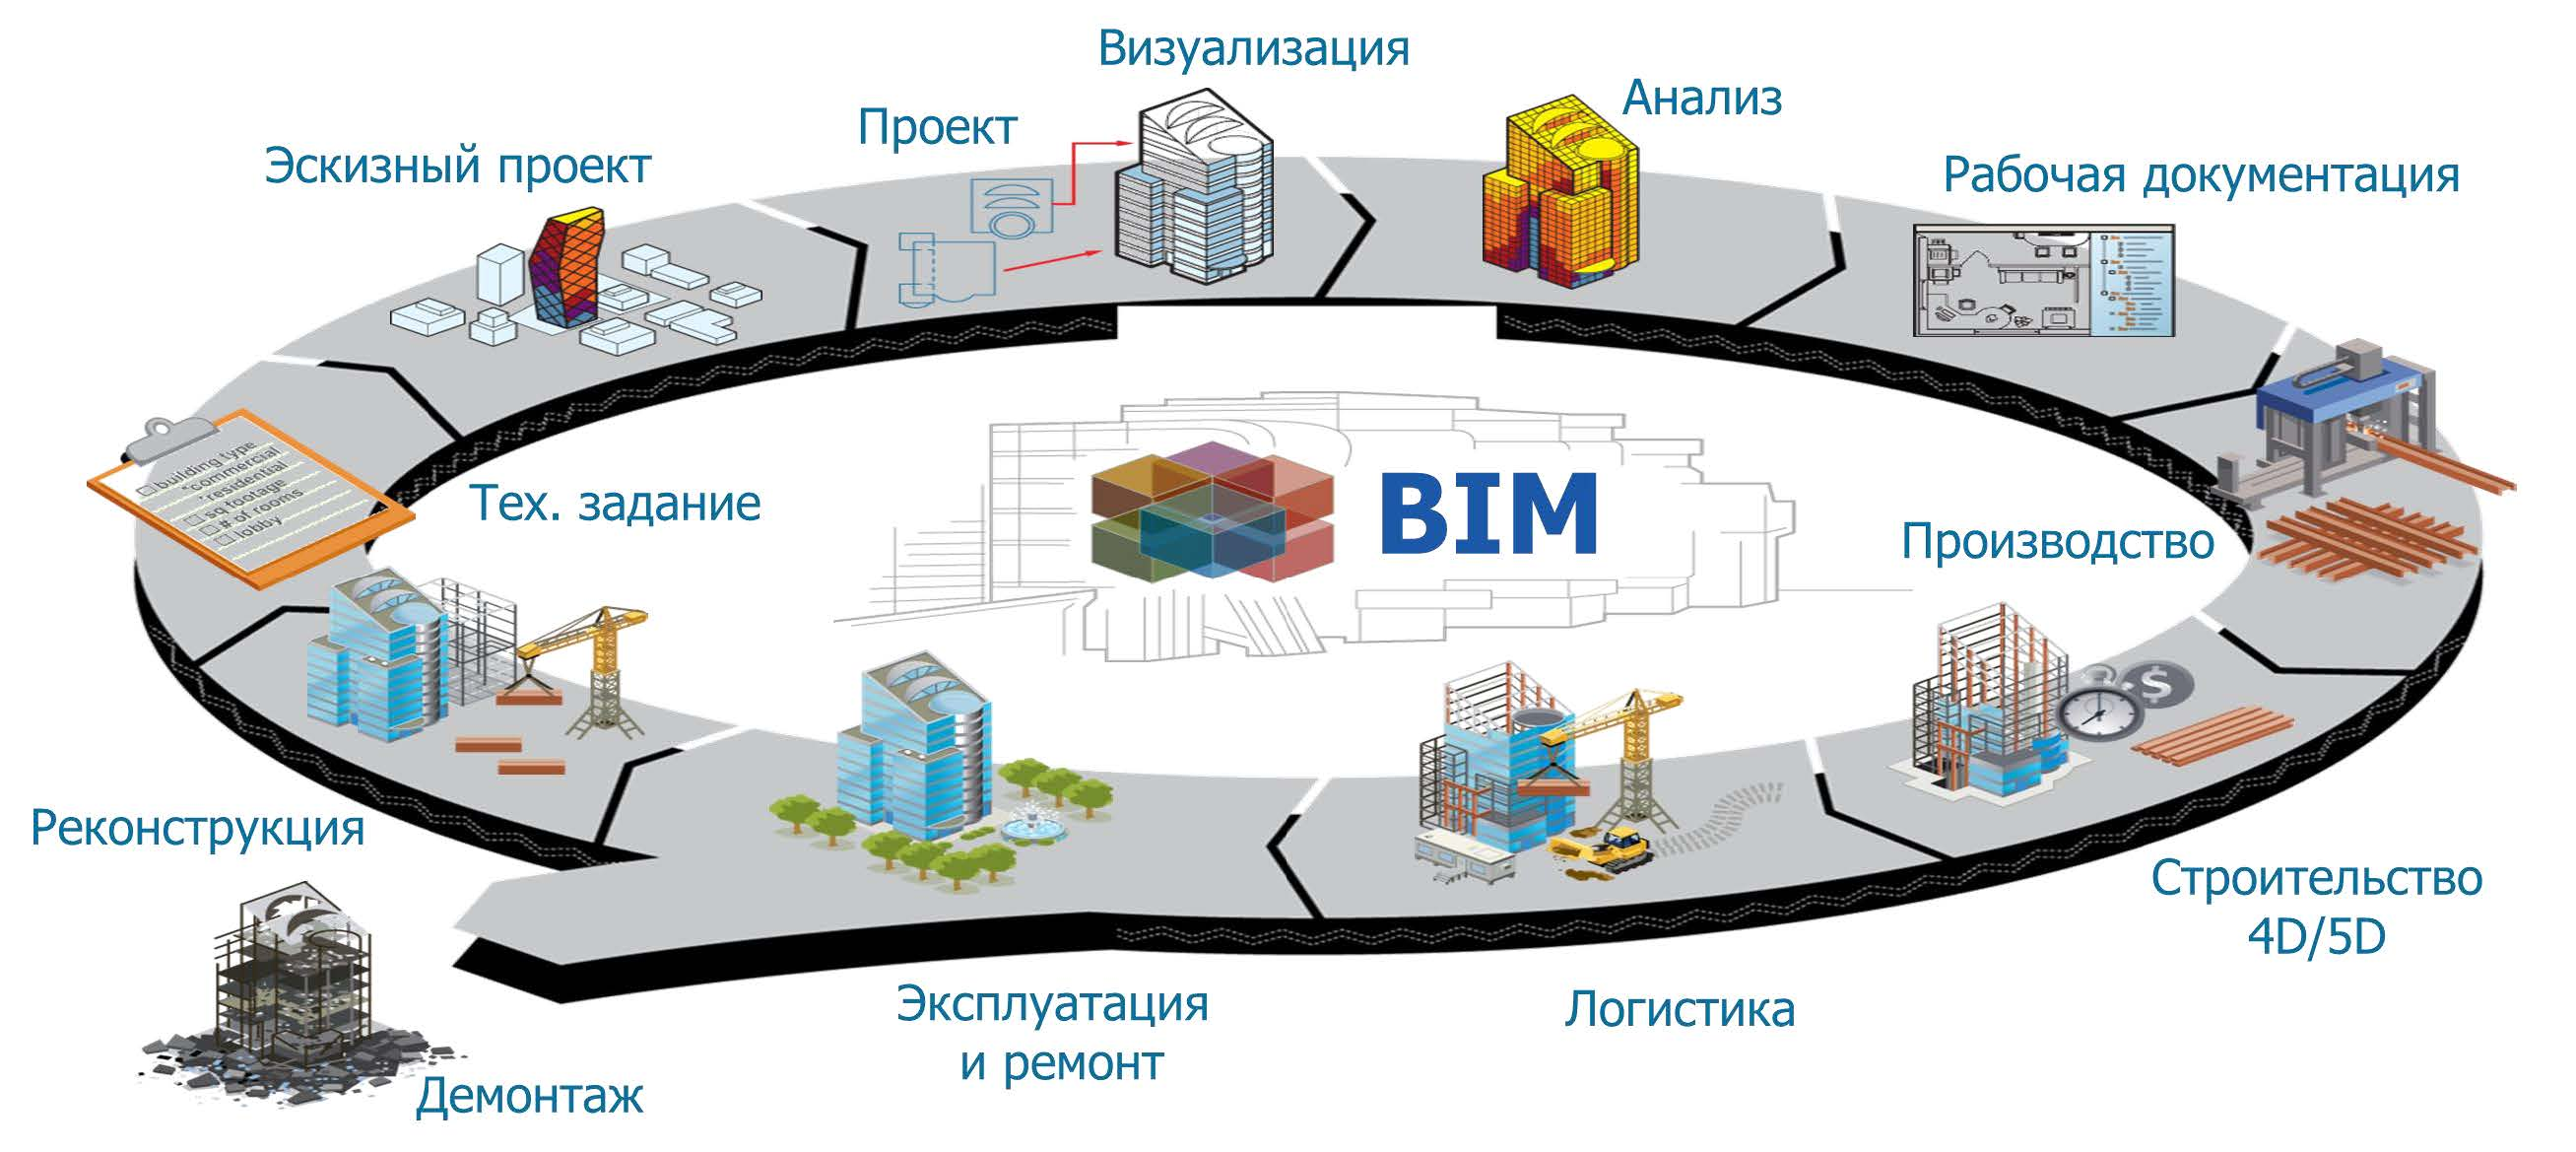 Визуализация
Анализ
Проект
Эскизный проект
Рабочая документация
building type
"commercial
"residential
sq footage
# of rooms
lobby
Тех. задание
BIM
Производство
$
Реконструкция
Строительство
4D/5D
Эксплуатация
и ремонт
Логистика
Демонтаж